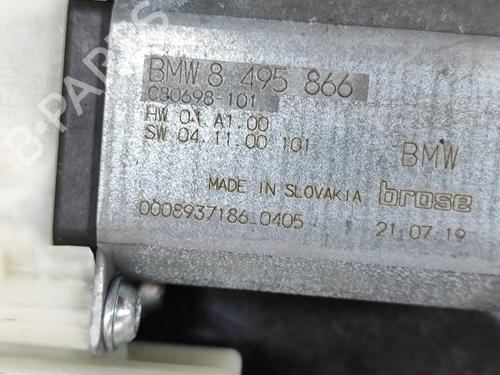 BMW 8 495 866
C80698-101
HW 04.A1.00
SW 04.11.00 101
BMW
MADE IN SLOVAKIA
brose
0008937186.0405
21.07.19
B-PARTS